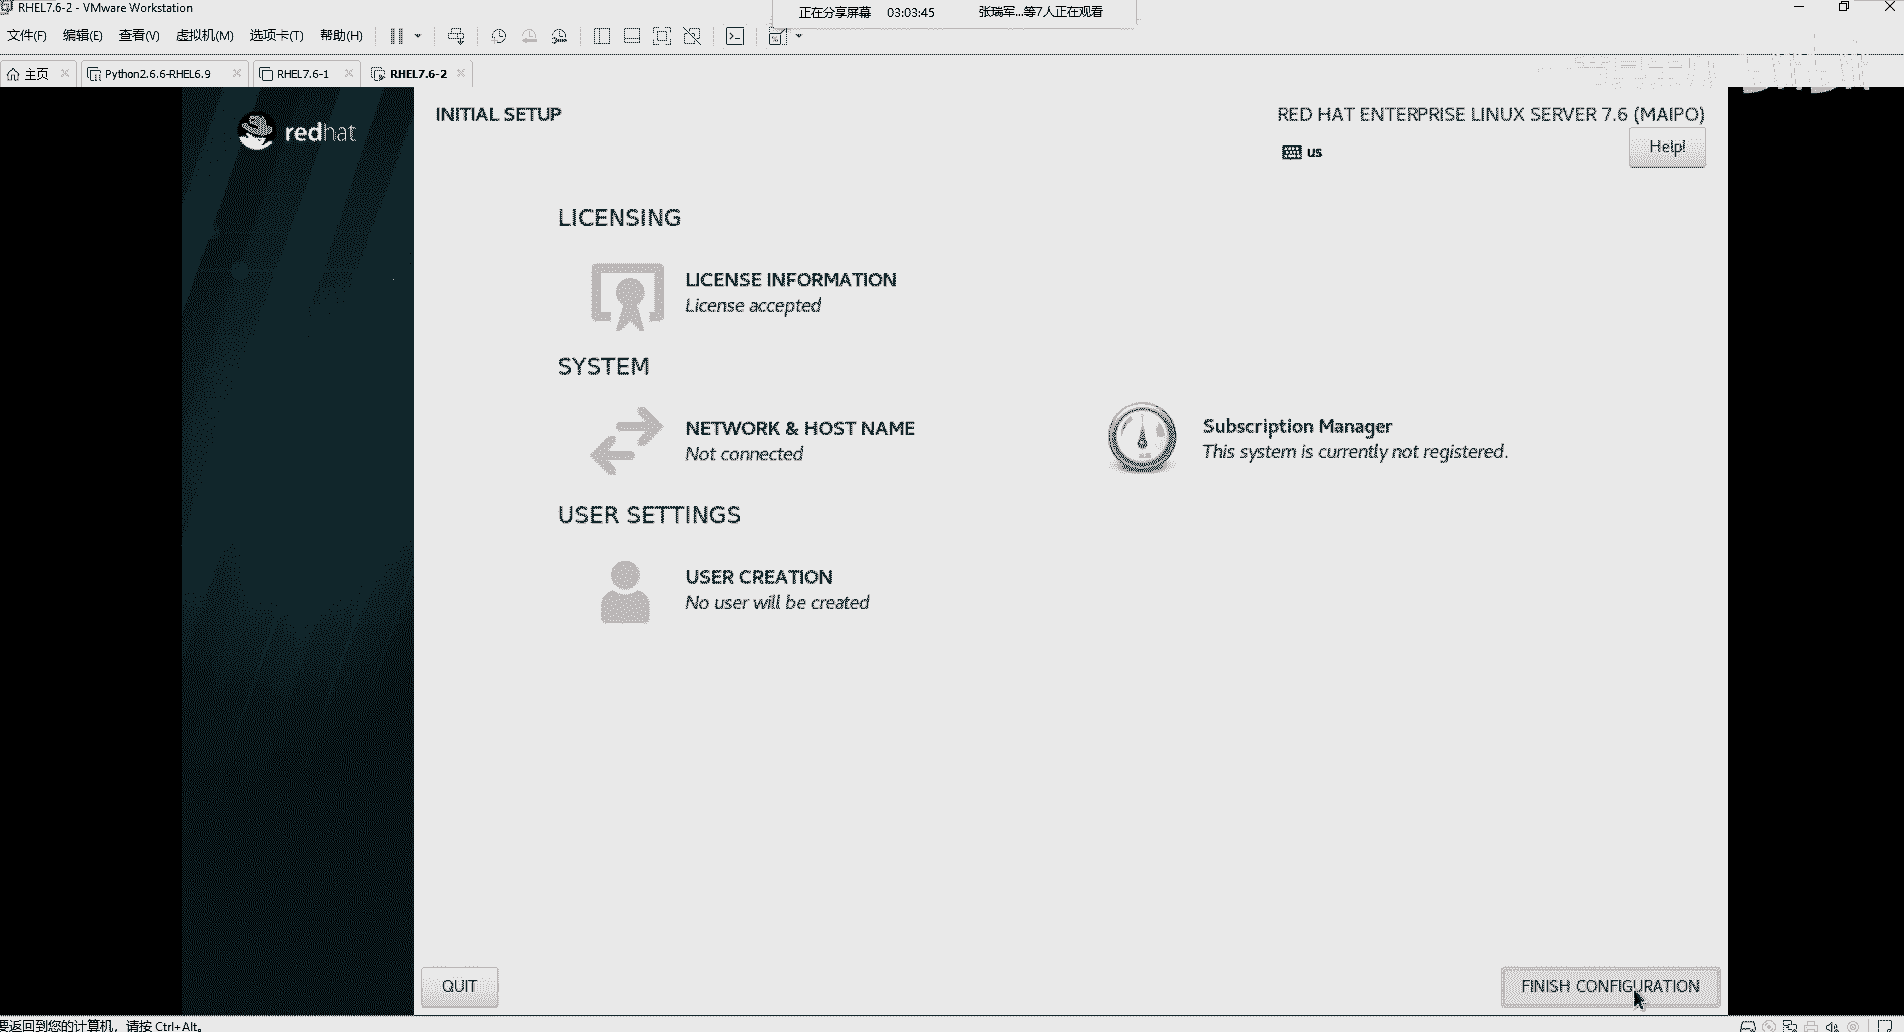 RHEL7.6-2 - VMware Workstation
正在分享屏幕 03:03:45 张瑞军...等7人正在观看
文件(F) 编辑(E) 查看(V) 虚拟机(M) 选项卡(T) 帮助(H)
主页 Python2.6.6-RHEL6.9 RHEL7.6-1 RHEL7.6-2
redhat
INITIAL SETUP
RED HAT ENTERPRISE LINUX SERVER 7.6 (MAIPO)
us
Help!
LICENSING
LICENSE INFORMATION
License accepted
SYSTEM
NETWORK & HOST NAME
Not connected
Subscription Manager
This system is currently not registered.
USER SETTINGS
USER CREATION
No user will be created
QUIT
FINISH CONFIGURATION
要返回到您的计算机，请按 Ctrl+Alt。